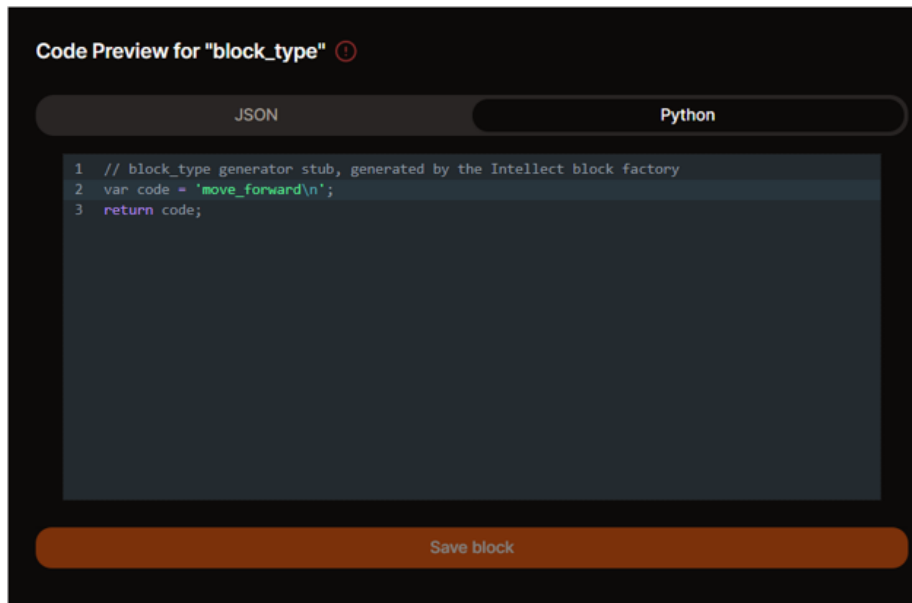 Code Preview for "block_type"
JSON
Python
1 // block_type generator stub, generated by the Intellect block factory
2 var code = 'move_forward\n';
3 return code;
Save block